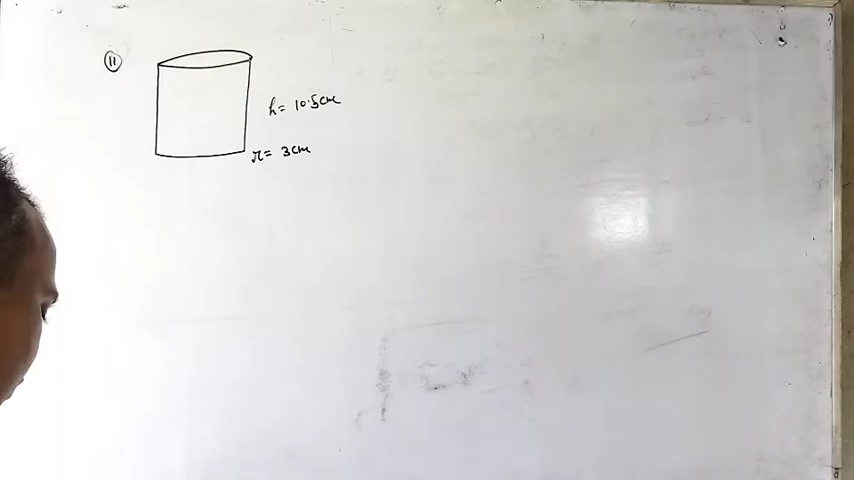 11
h = 10.5cm
r = 3cm